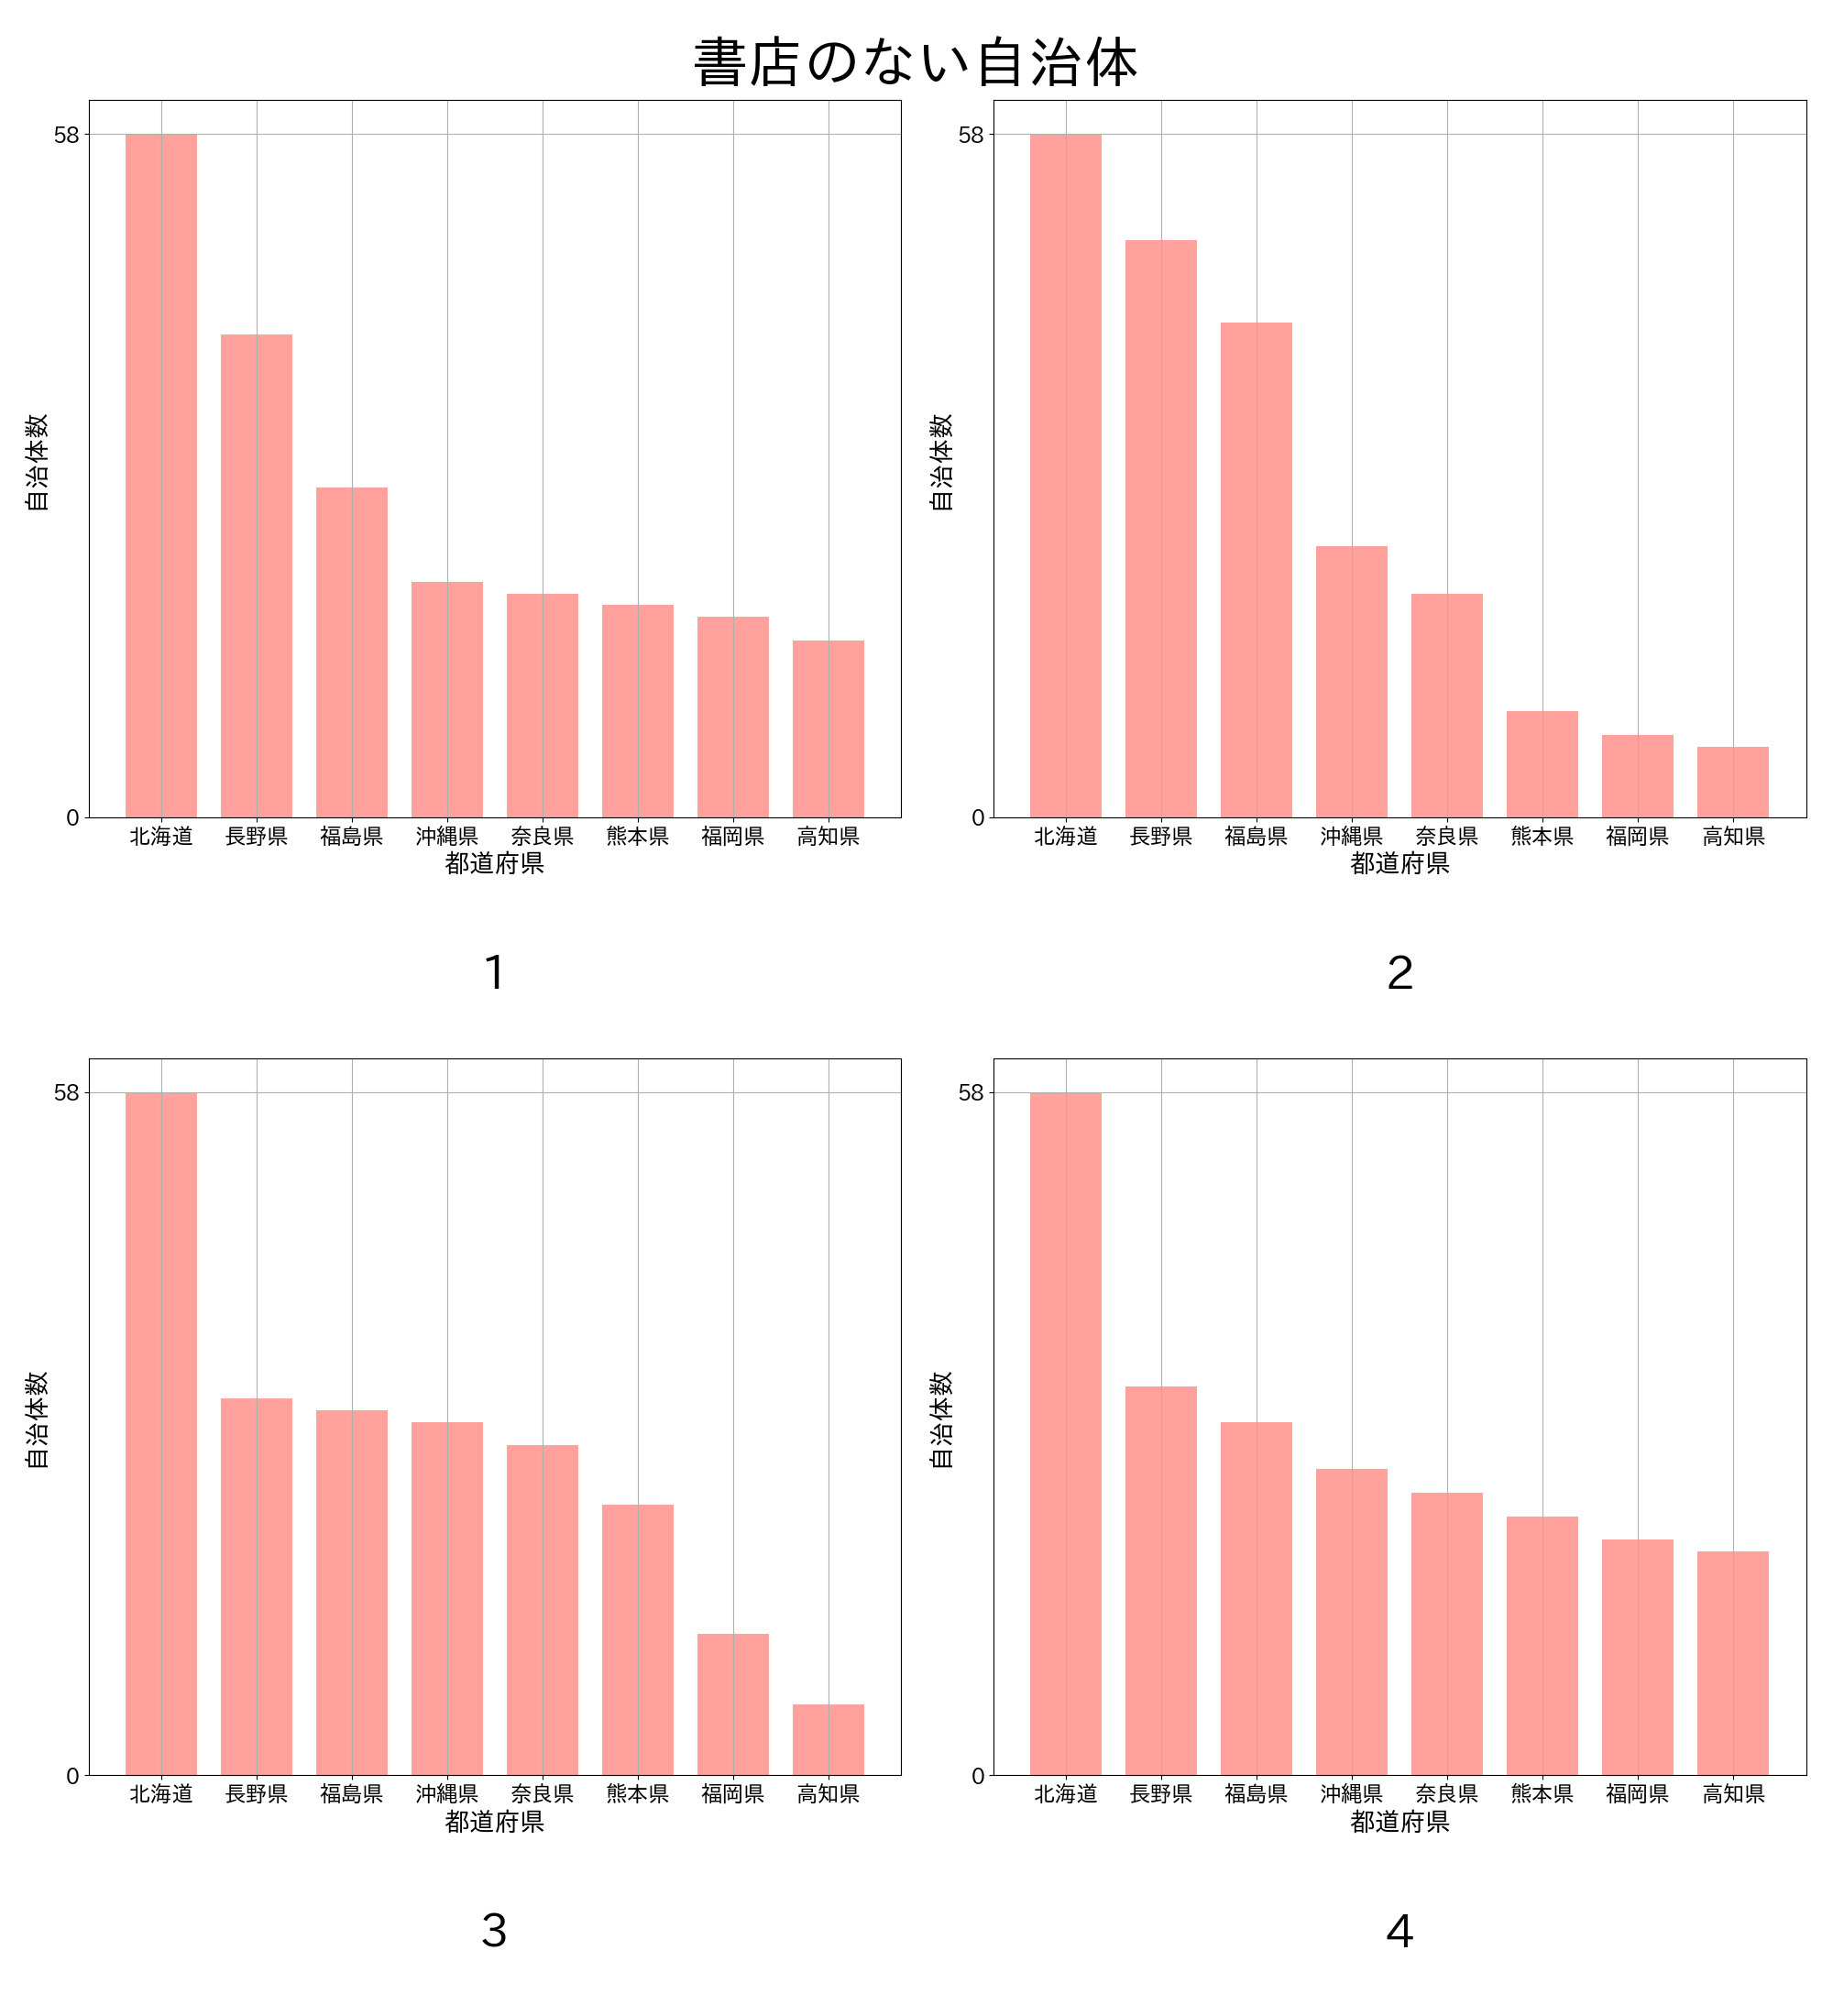 書店のない自治体
58
0
自治体数
北海道 長野県 福島県 沖縄県 奈良県 熊本県 福岡県 高知県
都道府県
1
58
0
自治体数
北海道 長野県 福島県 沖縄県 奈良県 熊本県 福岡県 高知県
都道府県
2
58
0
自治体数
北海道 長野県 福島県 沖縄県 奈良県 熊本県 福岡県 高知県
都道府県
3
58
0
自治体数
北海道 長野県 福島県 沖縄県 奈良県 熊本県 福岡県 高知県
都道府県
4